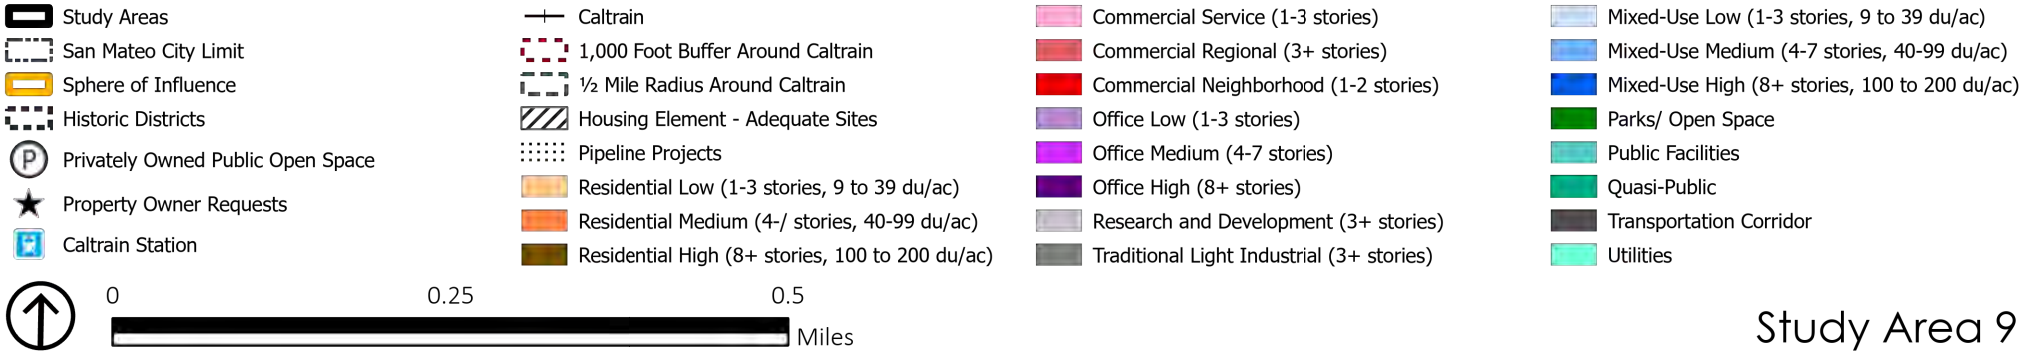 Study Areas
San Mateo City Limit
Sphere of Influence
Historic Districts
P
Privately Owned Public Open Space
Property Owner Requests
Caltrain Station
Caltrain
1,000 Foot Buffer Around Caltrain
½ Mile Radius Around Caltrain
Housing Element - Adequate Sites
Pipeline Projects
Residential Low (1-3 stories, 9 to 39 du/ac)
Residential Medium (4-/ stories, 40-99 du/ac)
Residential High (8+ stories, 100 to 200 du/ac)
Commercial Service (1-3 stories)
Commercial Regional (3+ stories)
Commercial Neighborhood (1-2 stories)
Office Low (1-3 stories)
Office Medium (4-7 stories)
Office High (8+ stories)
Research and Development (3+ stories)
Traditional Light Industrial (3+ stories)
Mixed-Use Low (1-3 stories, 9 to 39 du/ac)
Mixed-Use Medium (4-7 stories, 40-99 du/ac)
Mixed-Use High (8+ stories, 100 to 200 du/ac)
Parks/ Open Space
Public Facilities
Quasi-Public
Transportation Corridor
Utilities
0 0.25 0.5
Miles
Study Area 9